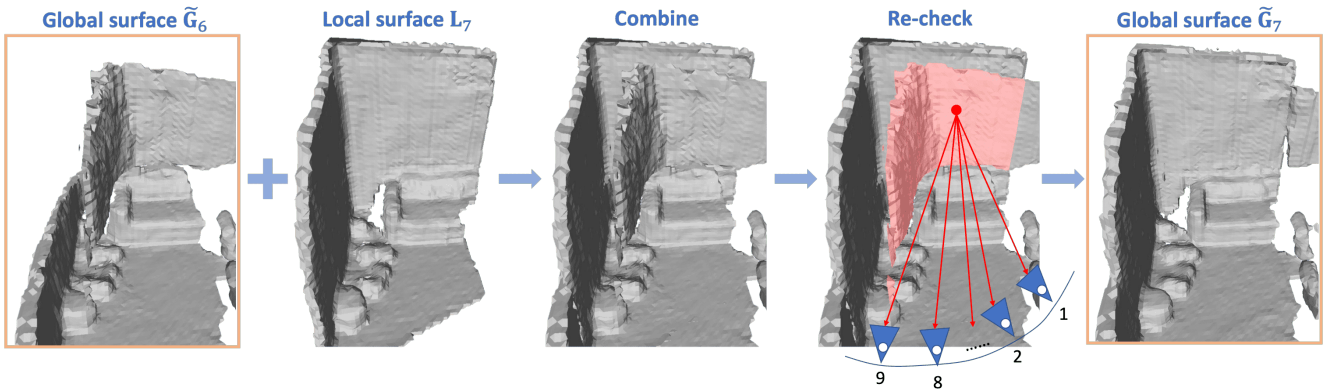 Global surface G̃₆
Local surface L₇
Combine
Re-check
Global surface G̃₇
1
2
......
8
9